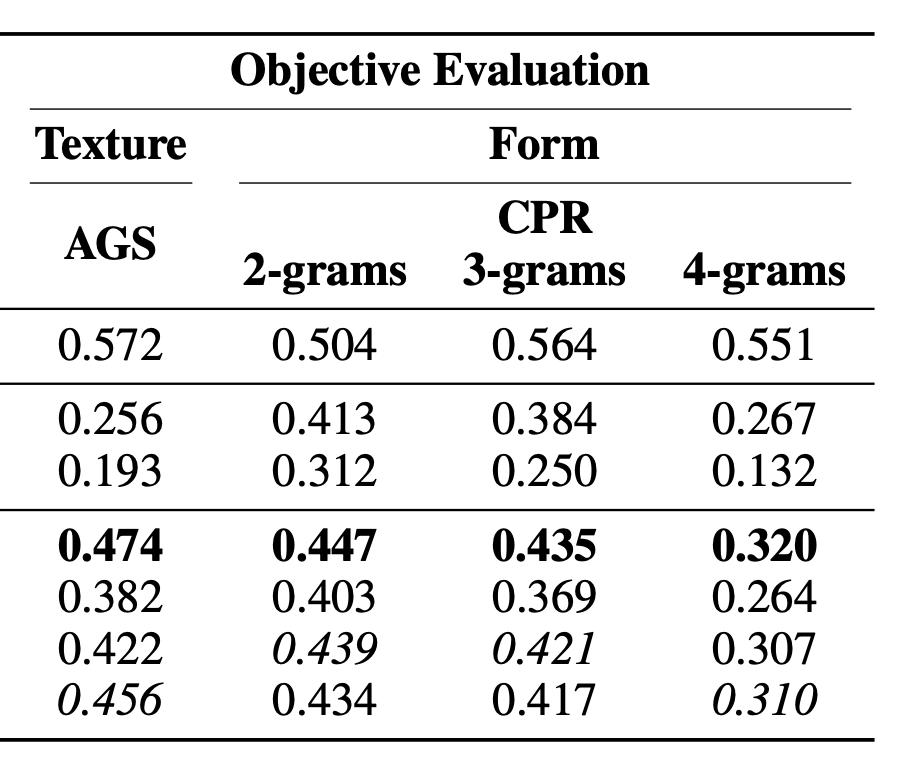 Objective Evaluation
Texture Form
AGS CPR
2-grams 3-grams 4-grams
0.572 0.504 0.564 0.551
0.256 0.413 0.384 0.267
0.193 0.312 0.250 0.132
0.474 0.447 0.435 0.320
0.382 0.403 0.369 0.264
0.422 0.439 0.421 0.307
0.456 0.434 0.417 0.310